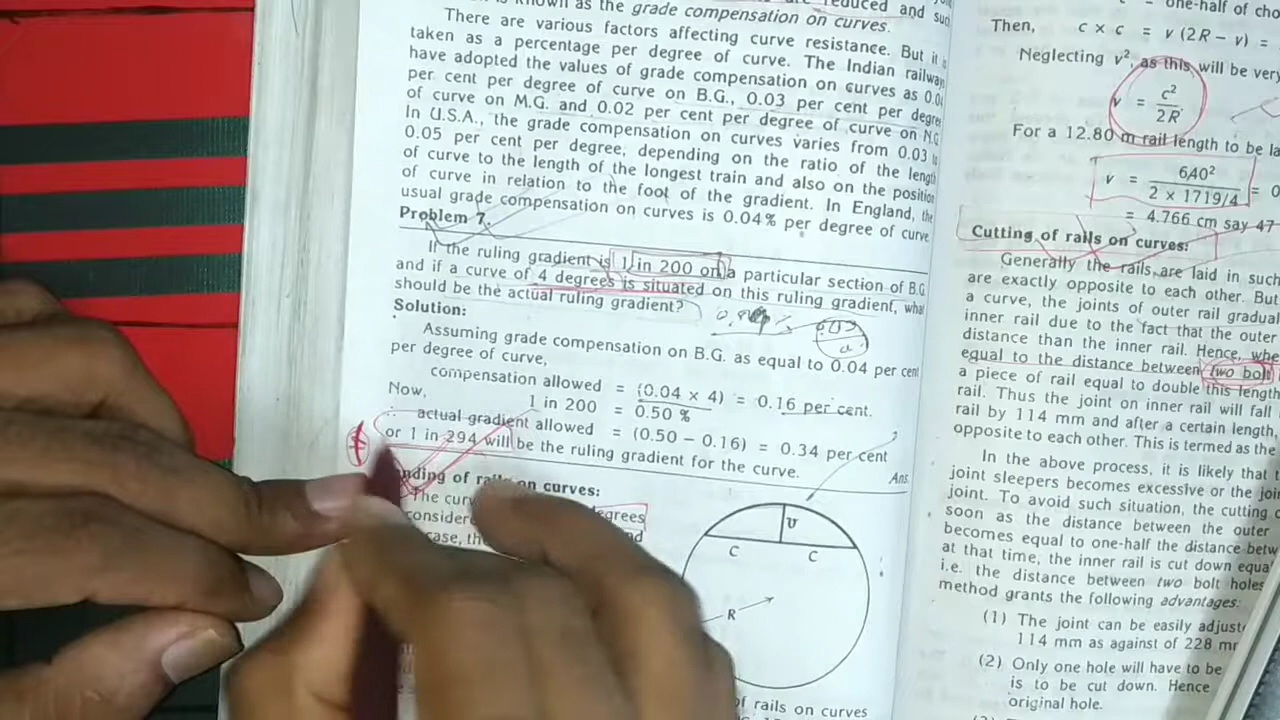 is known as the grade compensation on curves.
reduced and such
There are various factors affecting curve resistance. But it is
taken as a percentage per degree of curve. The Indian railway
have adopted the values of grade compensation on curves as 0.04
per cent per degree of curve on B.G., 0.03 per cent per degree
of curve on M.G. and 0.02 per cent per degree of curve on N.G
In U.S.A., the grade compensation on curves varies from 0.03 to
0.05 per cent per degree, depending on the ratio of the length
of curve to the length of the longest train and also on the position
of curve in relation to the foot of the gradient. In England, the
usual grade compensation on curves is 0.04% per degree of curve
Problem 7.
If the ruling gradient is 1 in 200 on a particular section of B.G
and if a curve of 4 degrees is situated on this ruling gradient, what
should be the actual ruling gradient?
Solution:
Assuming grade compensation on B.G. as equal to 0.04 per cent
per degree of curve,
compensation allowed = (0.04 × 4) = 0.16 per cent.
Now, 1 in 200 = 0.50 %
∴ actual gradient allowed = (0.50 – 0.16) = 0.34 per cent
or 1 in 294 will be the ruling gradient for the curve.
Ans.
nding of rails on curves:
The curv
egrees
consider
case, th
υ
C C
R
of rails on curves
one-half of cho
Then, c × c = v (2R – v) =
Neglecting v², as this will be very
v = c² / 2R
For a 12.80 m rail length to be la
v = 640² / 2 × 1719/4 = 0
= 4.766 cm say 47
Cutting of rails on curves:
Generally the rails are laid in such
are exactly opposite to each other. But
a curve, the joints of outer rail gradual
inner rail due to the fact that the outer
distance than the inner rail. Hence, whe
equal to the distance between two bolt
a piece of rail equal to double this length
rail. Thus the joint on inner rail will fall
rail by 114 mm and after a certain length,
opposite to each other. This is termed as the
In the above process, it is likely that
joint sleepers becomes excessive or the joi
joint. To avoid such situation, the cutting
soon as the distance between the outer
becomes equal to one-half the distance betw
at that time, the inner rail is cut down equa
i.e. the distance between two bolt holes
method grants the following advantages:
(1) The joint can be easily adjust
114 mm as against of 228 mm
(2) Only one hole will have to be
is to be cut down. Hence
original hole.